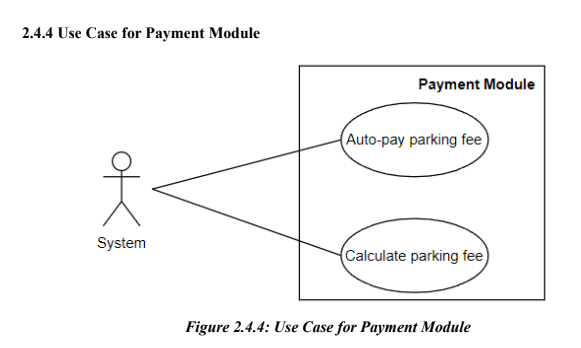 2.4.4 Use Case for Payment Module
Payment Module
Auto-pay parking fee
System
Calculate parking fee
Figure 2.4.4: Use Case for Payment Module